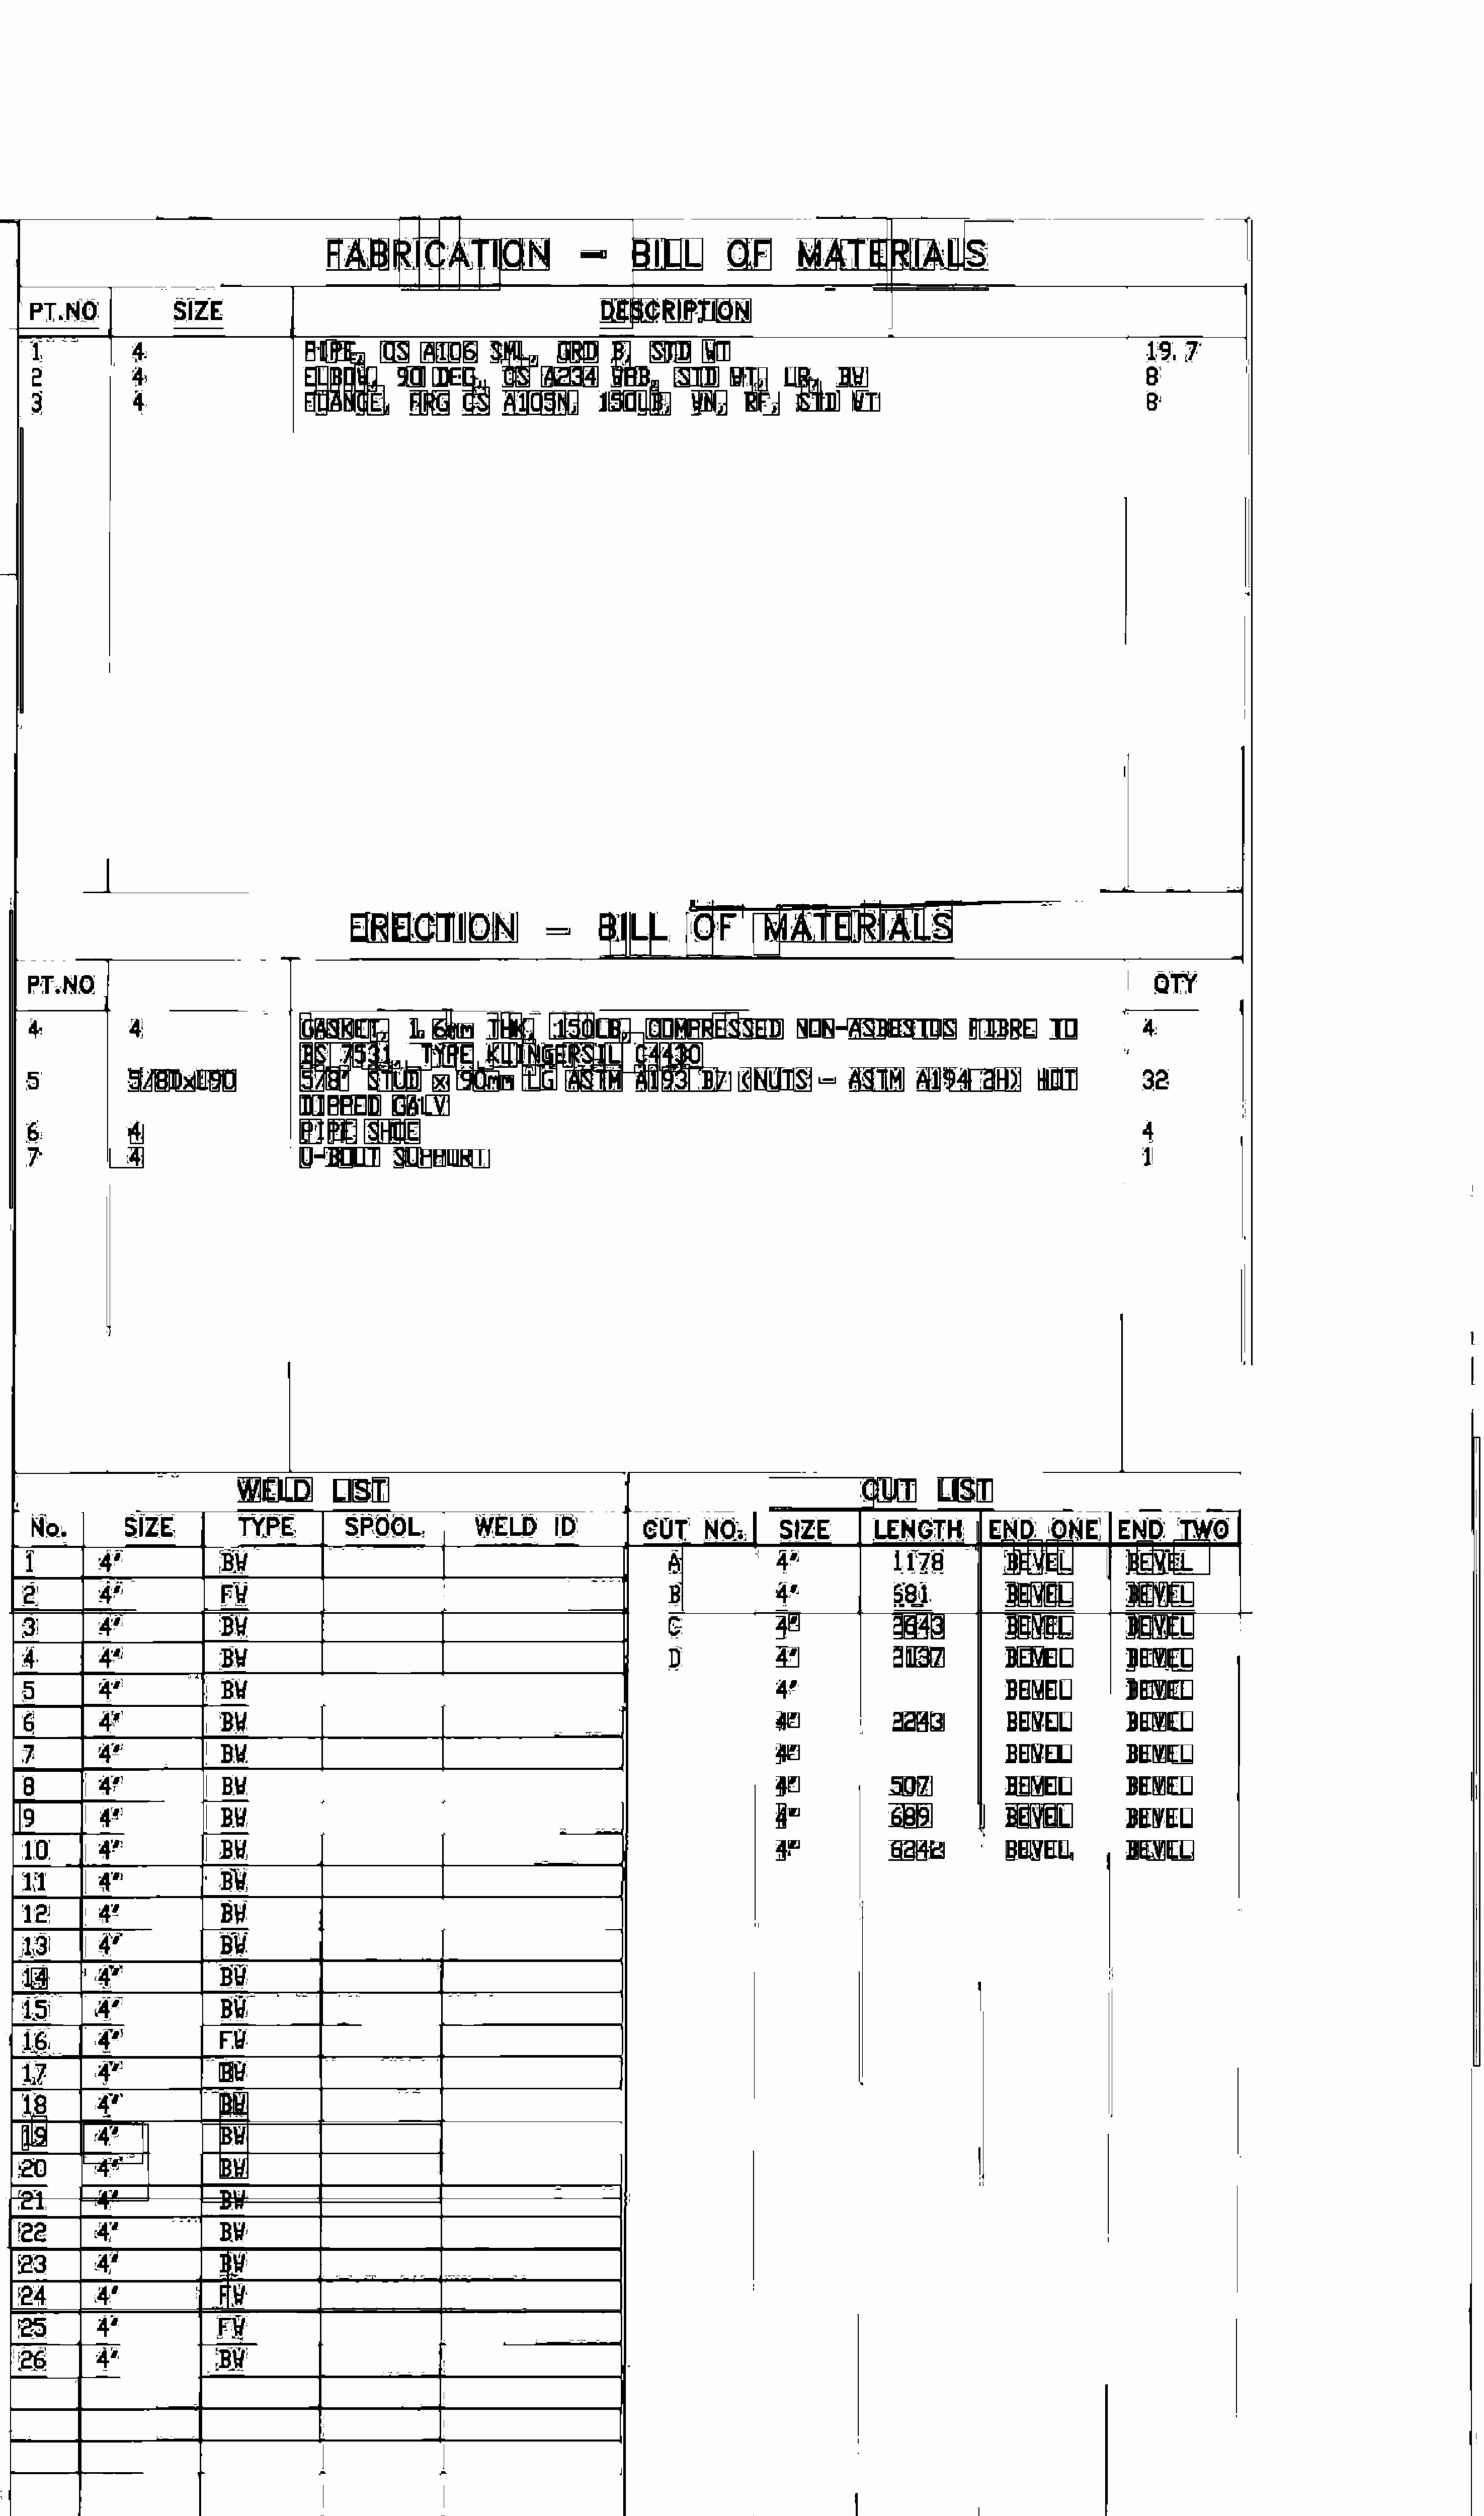 FABRICATION – BILL OF MATERIALS
PT.NO SIZE DESCRIPTION
1 4 PIPE, CS A106 SML, GRD B, STD WT 19.7
2 4 ELBOW, 90 DEG, CS A234 WPB, STD WT, LR, BW 8
3 4 FLANGE, FRG CS A105N, 150LB, WN, RF, STD WT 8
ERECTION – BILL OF MATERIALS
PT.NO QTY
4 4 GASKET, 1.6mm THK, 150LB, COMPRESSED NON-ASBESTOS FIBRE TO 4
BS 7531, TYPE KLINGERSIL C4430
5 STUD x 90mm LG ASTM A193 B7 (NUTS – ASTM A194 2H) HOT 32
DIPPED GALV
6 4 PIPE SHOE 4
7 4 U-BOLT SUPPORT 1
WELD LIST
No. SIZE TYPE SPOOL WELD ID
1 4" BW
2 4" FW
3 4" BW
4 4" BW
5 4" BW
6 4" BW
7 4" BW
8 4" BW
9 4" BW
10 4" BW
11 4" BW
12 4" BW
13 4" BW
14 4" BW
15 4" BW
16 4" FW
17 4" BW
18 4" BW
19 4" BW
20 4" BW
21 4" BW
22 4" BW
23 4" BW
24 4" FW
25 4" FW
26 4" BW
CUT LIST
CUT NO. SIZE LENGTH END ONE END TWO
A 4" 1178 BEVEL BEVEL
B 4" 681 BEVEL BEVEL
C 4" BEVEL BEVEL
D 4" 2137 BEVEL BEVEL
4" BEVEL BEVEL
4" 2243 BEVEL BEVEL
4" BEVEL BEVEL
4" 507 BEVEL BEVEL
4" 689 BEVEL BEVEL
4" 6242 BEVEL BEVEL